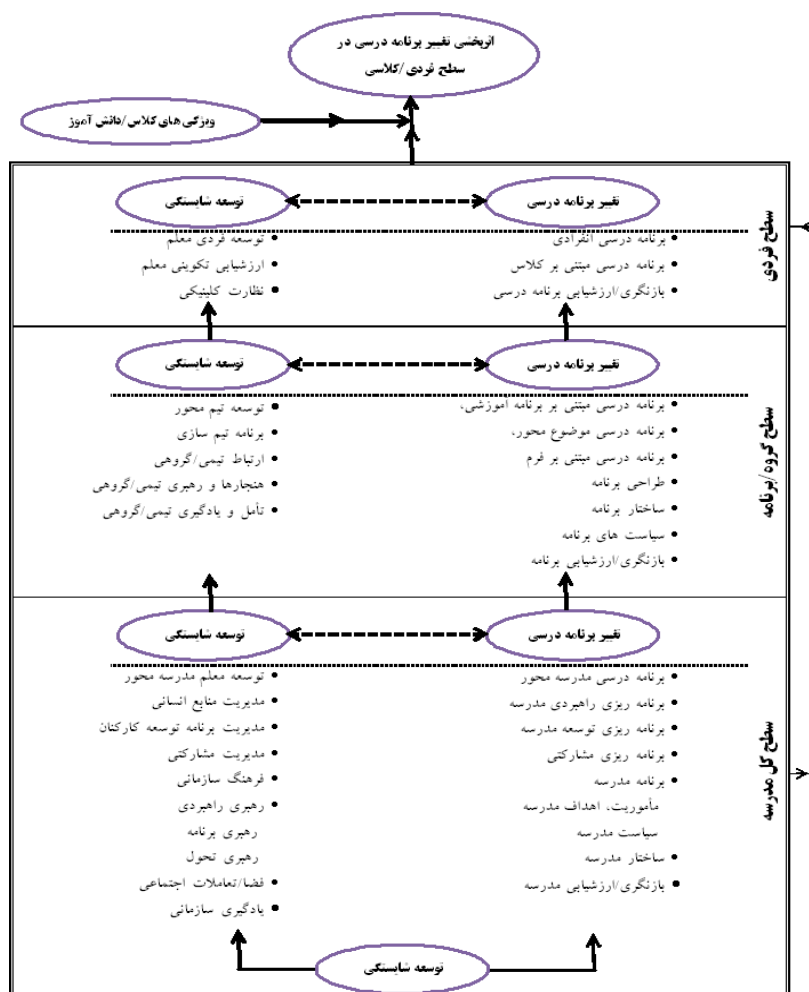 اثربخشی تغییر برنامه درسی در
سطح فردی/کلاسی
ویژگی های کلاس/دانش آموز
سطح فردی
تغییر برنامه درسی
توسعه شایستگی
• برنامه درسی انفرادی
• برنامه درسی مبتنی بر کلاس
• بازنگری/ارزشیابی برنامه درسی
• توسعه فردی معلم
• ارزشیابی تکوینی معلم
• نظارت کلینیکی
سطح گروه/برنامه
تغییر برنامه درسی
توسعه شایستگی
• برنامه درسی مبتنی بر برنامه اموزشی،
• برنامه درسی موضوع محور،
• برنامه درسی مبتنی بر فرم
• طراحی برنامه
• ساختار برنامه
• سیاست های برنامه
• بازنگری/ارزشیابی برنامه
• توسعه تیم محور
• برنامه تیم سازی
• ارتباط تیمی/گروهی
• هنجارها و رهبری تیمی/گروهی
• تأمل و یادگیری تیمی/گروهی
سطح کل مدرسه
تغییر برنامه درسی
توسعه شایستگی
• برنامه درسی مدرسه محور
• برنامه ریزی راهبردی مدرسه
• برنامه ریزی توسعه مدرسه
• برنامه ریزی مشارکتی
• برنامه مدرسه
مأموریت، اهداف مدرسه
سیاست مدرسه
• ساختار مدرسه
• بازنگری/ارزشیابی مدرسه
• توسعه معلم مدرسه محور
• مدیریت منابع انسانی
• مدیریت برنامه توسعه کارکنان
• مدیریت مشارکتی
• فرهنگ سازمانی
• رهبری راهبردی
رهبری برنامه
رهبری تحول
• فضا/تعاملات اجتماعی
• یادگیری سازمانی
توسعه شایستگی